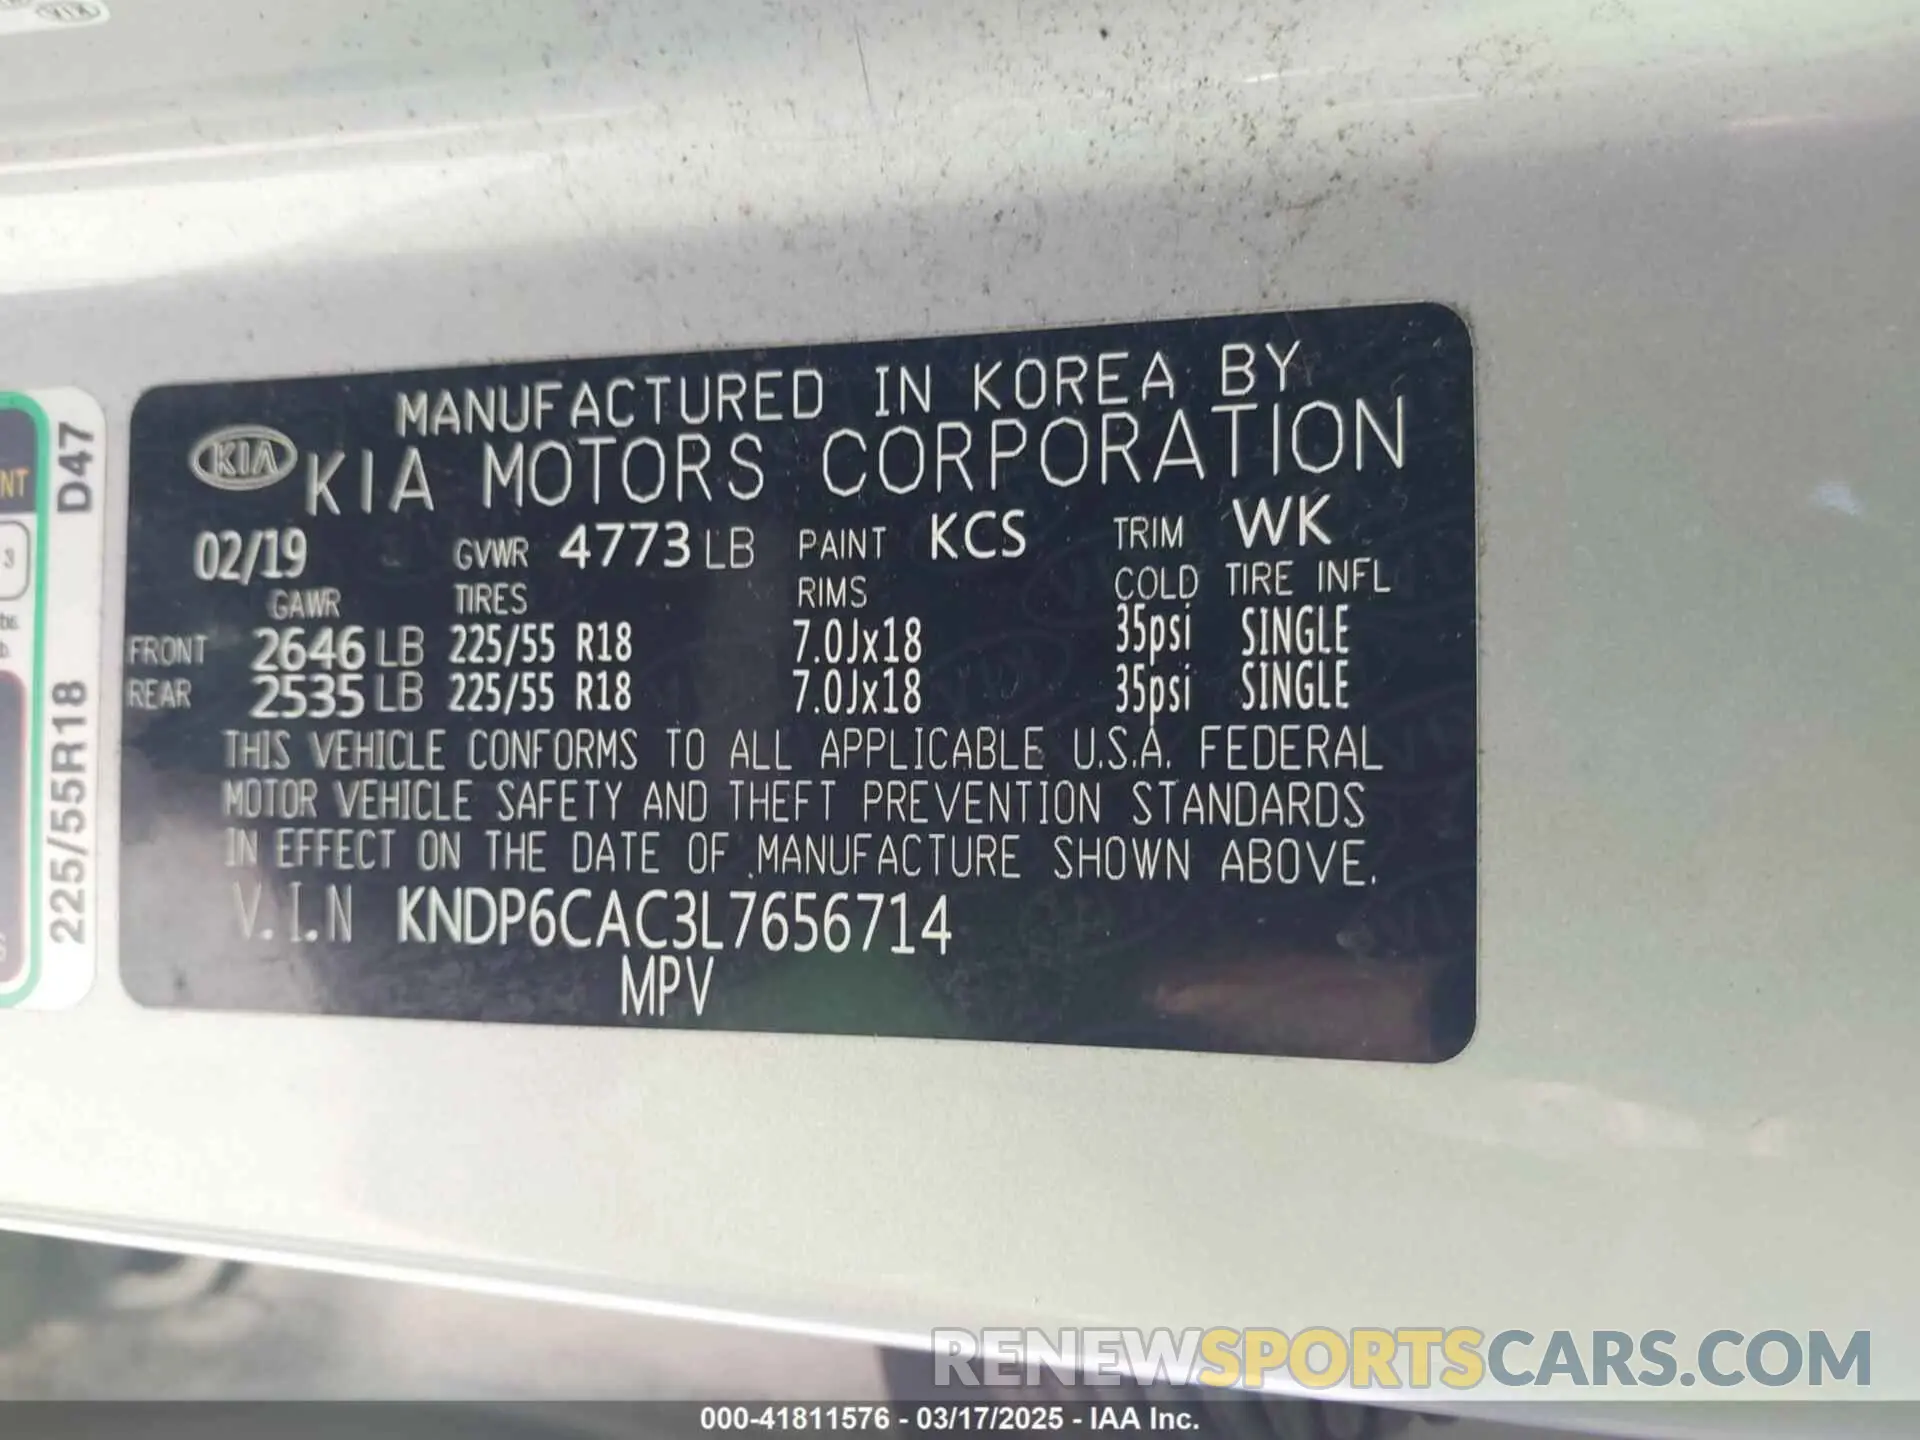 KIA
MANUFACTURED IN KOREA BY
KIA KIA MOTORS CORPORATION
02/19 GVWR 4773 LB PAINT KCS TRIM WK
GAWR TIRES RIMS COLD TIRE INFL
FRONT 2646 LB 225/55 R18 7.0Jx18 35psi SINGLE
REAR 2535 LB 225/55 R18 7.0Jx18 35psi SINGLE
THIS VEHICLE CONFORMS TO ALL APPLICABLE U.S.A. FEDERAL
MOTOR VEHICLE SAFETY AND THEFT PREVENTION STANDARDS
IN EFFECT ON THE DATE OF MANUFACTURE SHOWN ABOVE.
V.I.N KNDP6CAC3L7656714
MPV
NT
3
225/55R18 D47
RENEWSPORTSCARS.COM
000-41811576 - 03/17/2025 - IAA Inc.